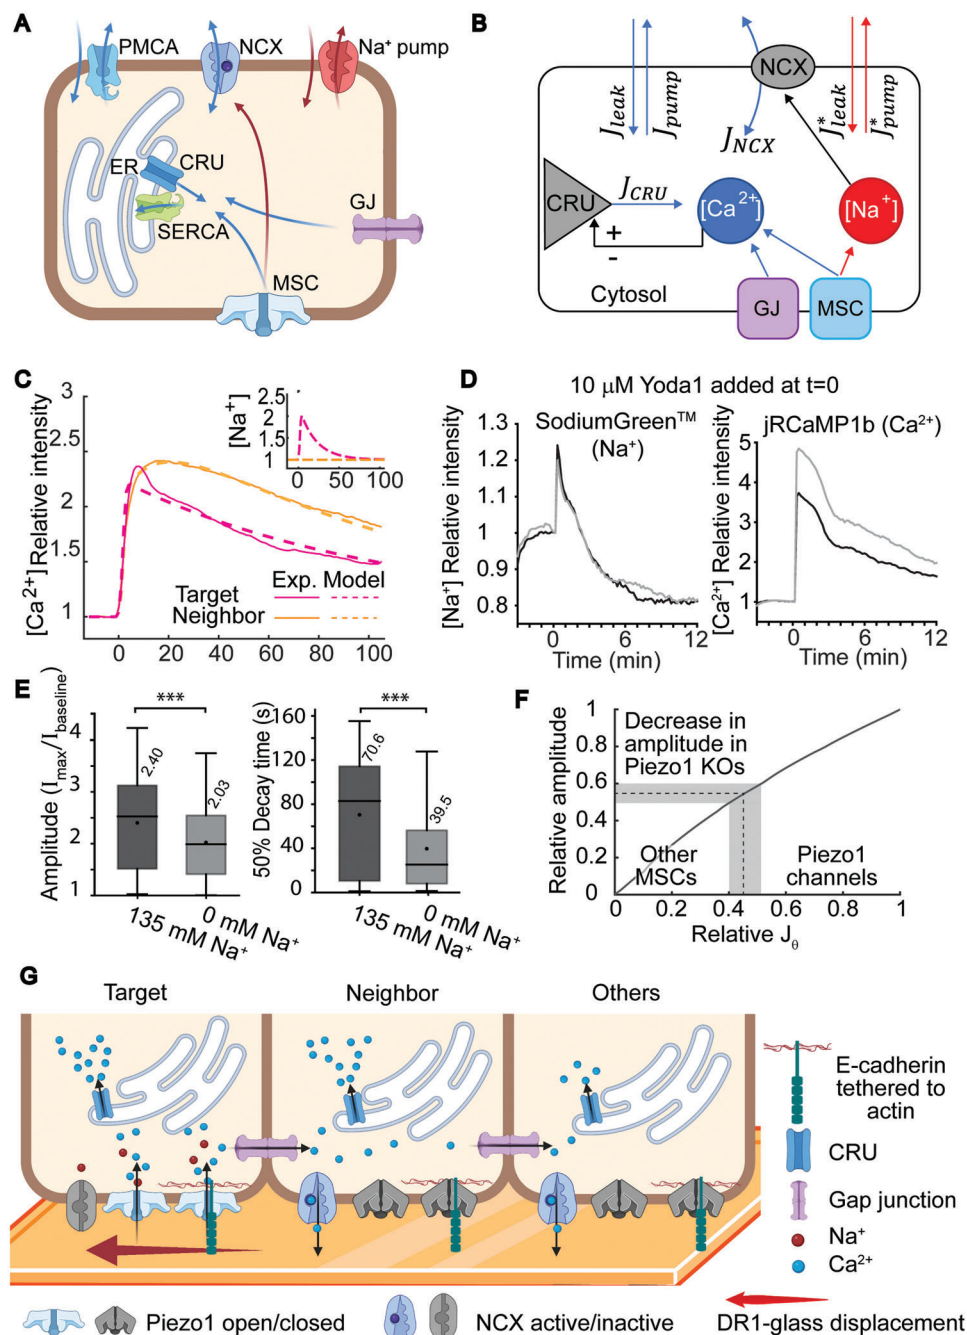 A
PMCA
NCX
Na⁺ pump
ER
CRU
SERCA
GJ
MSC
B
NCX
J_leak
J_pump
J_NCX
J*_leak
J*_pump
CRU
J_CRU
[Ca²⁺]
[Na⁺]
+
-
Cytosol
GJ
MSC
C
[Ca²⁺] Relative intensity
3
2.5
2
1.5
1
0
20
40
60
80
100
[Na⁺]
2
1
0
50
100
Exp. Model
Target
Neighbor
D
10 μM Yoda1 added at t=0
SodiumGreen™
(Na⁺)
[Na⁺] Relative intensity
1.3
1.2
1.1
1
0.9
0.8
0
6
12
Time (min)
jRCaMP1b (Ca²⁺)
[Ca²⁺] Relative intensity
5
4
3
2
1
0
6
12
Time (min)
E
Amplitude (I_max/I_baseline)
4
3
2
1
***
2.40
2.03
135 mM Na⁺
0 mM Na⁺
50% Decay time (s)
160
120
80
40
0
***
70.6
39.5
135 mM Na⁺
0 mM Na⁺
F
Relative amplitude
1
0.8
0.6
0.4
0.2
0
Decrease in
amplitude in
Piezo1 KOs
Other
MSCs
Piezo1
channels
0
0.2
0.4
0.6
0.8
1
Relative J_θ
G
Target
Neighbor
Others
E-cadherin
tethered to
actin
CRU
Gap junction
Na⁺
Ca²⁺
Piezo1 open/closed
NCX active/inactive
DR1-glass displacement